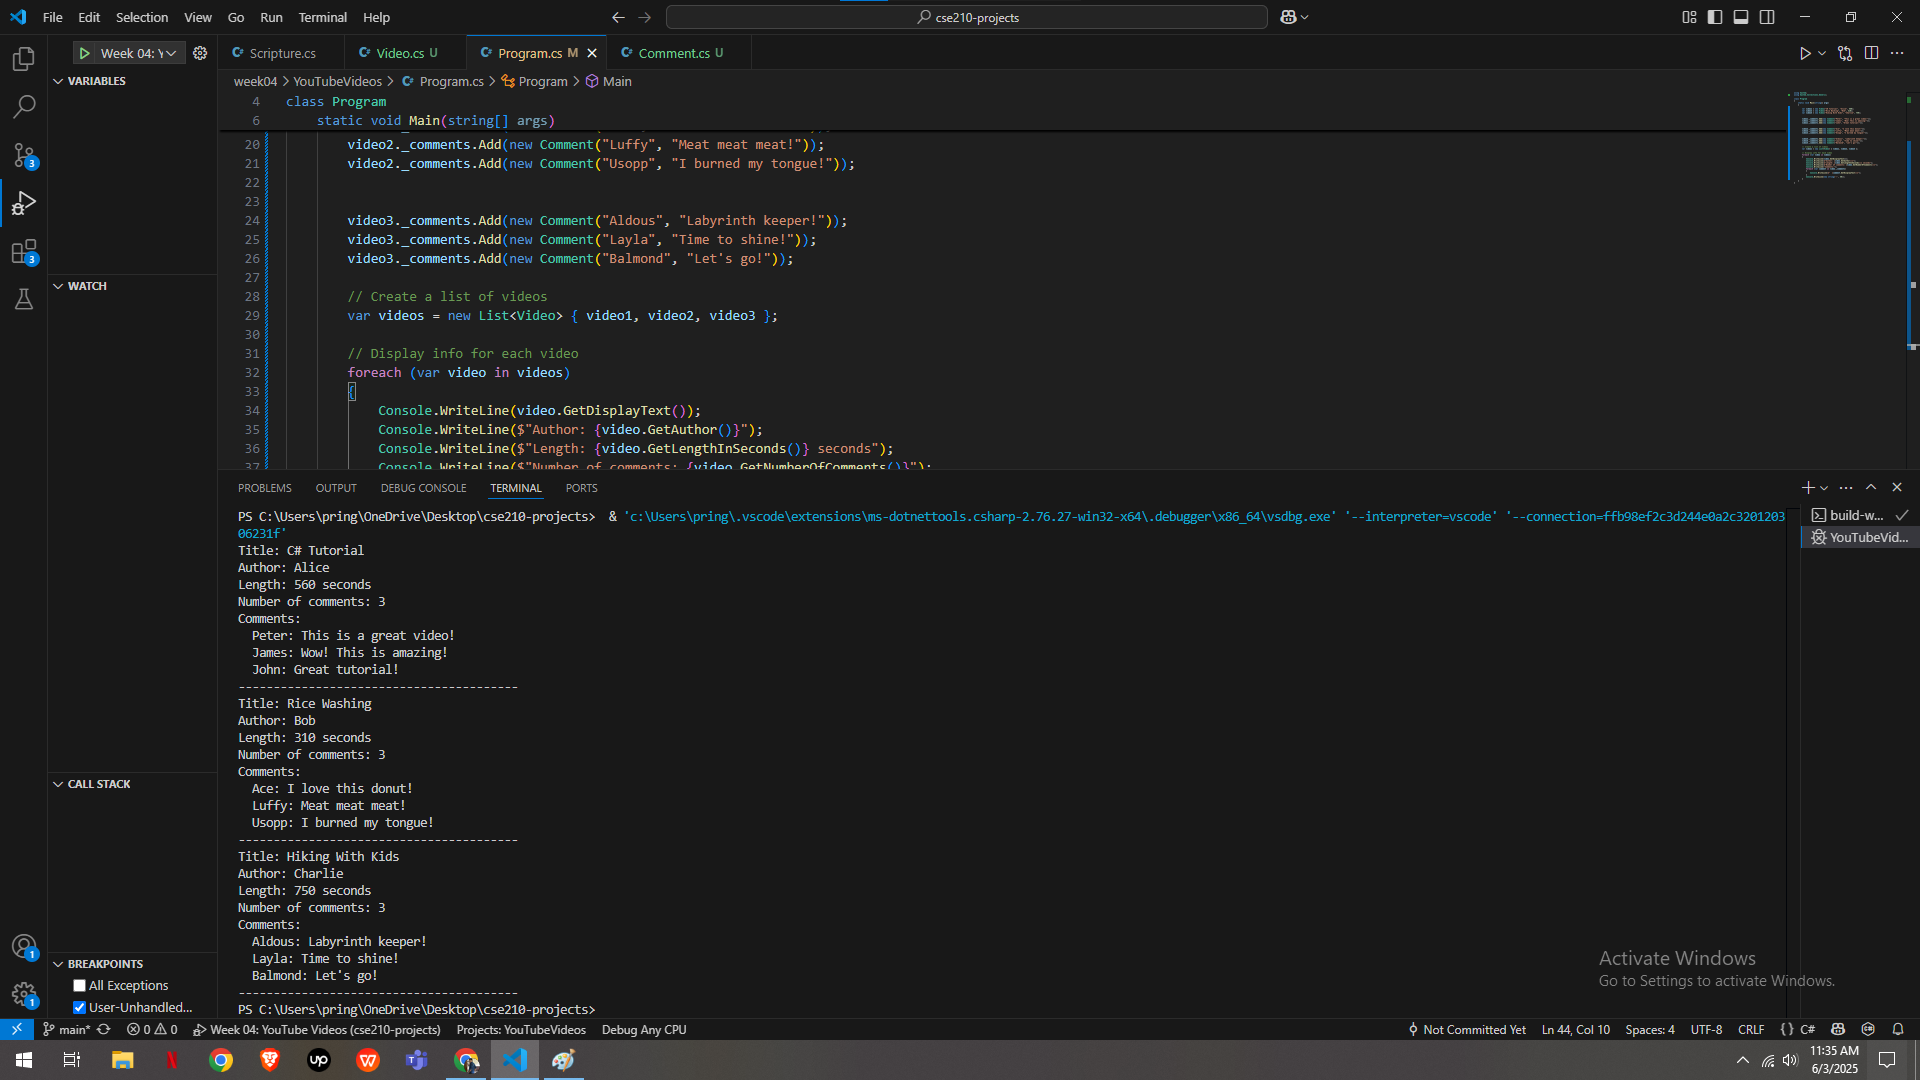 File Edit Selection View Go Run Terminal Help
cse210-projects
Week 04: Y
Scripture.cs
Video.cs U
Program.cs M
Comment.cs U
VARIABLES
week04 > YouTubeVideos > Program.cs > Program > Main
4 class Program
6 static void Main(string[] args)
20 video2._comments.Add(new Comment("Luffy", "Meat meat meat!"));
21 video2._comments.Add(new Comment("Usopp", "I burned my tongue!"));
22
23
24 video3._comments.Add(new Comment("Aldous", "Labyrinth keeper!"));
25 video3._comments.Add(new Comment("Layla", "Time to shine!"));
26 video3._comments.Add(new Comment("Balmond", "Let's go!"));
27
28 // Create a list of videos
29 var videos = new List<Video> { video1, video2, video3 };
30
31 // Display info for each video
32 foreach (var video in videos)
33 {
34 Console.WriteLine(video.GetDisplayText());
35 Console.WriteLine($"Author: {video.GetAuthor()}");
36 Console.WriteLine($"Length: {video.GetLengthInSeconds()} seconds");
37 Console.WriteLine($"Number of comments: {video.GetNumberOfComments()}");
WATCH
CALL STACK
BREAKPOINTS
All Exceptions
User-Unhandled...
PROBLEMS OUTPUT DEBUG CONSOLE TERMINAL PORTS
PS C:\Users\pring\OneDrive\Desktop\cse210-projects> & 'c:\Users\pring\.vscode\extensions\ms-dotnettools.csharp-2.76.27-win32-x64\.debugger\x86_64\vsdbg.exe' '--interpreter=vscode' '--connection=ffb98ef2c3d244e0a2c3201203
06231f'
Title: C# Tutorial
Author: Alice
Length: 560 seconds
Number of comments: 3
Comments:
Peter: This is a great video!
James: Wow! This is amazing!
John: Great tutorial!
----------------------------------------
Title: Rice Washing
Author: Bob
Length: 310 seconds
Number of comments: 3
Comments:
Ace: I love this donut!
Luffy: Meat meat meat!
Usopp: I burned my tongue!
----------------------------------------
Title: Hiking With Kids
Author: Charlie
Length: 750 seconds
Number of comments: 3
Comments:
Aldous: Labyrinth keeper!
Layla: Time to shine!
Balmond: Let's go!
----------------------------------------
PS C:\Users\pring\OneDrive\Desktop\cse210-projects>
build-w...
YouTubeVid...
3
3
1
1
Activate Windows
Go to Settings to activate Windows.
main* 0 0 Week 04: YouTube Videos (cse210-projects) Projects: YouTubeVideos Debug Any CPU
Not Committed Yet Ln 44, Col 10 Spaces: 4 UTF-8 CRLF {} C#
up
11:35 AM
6/3/2025